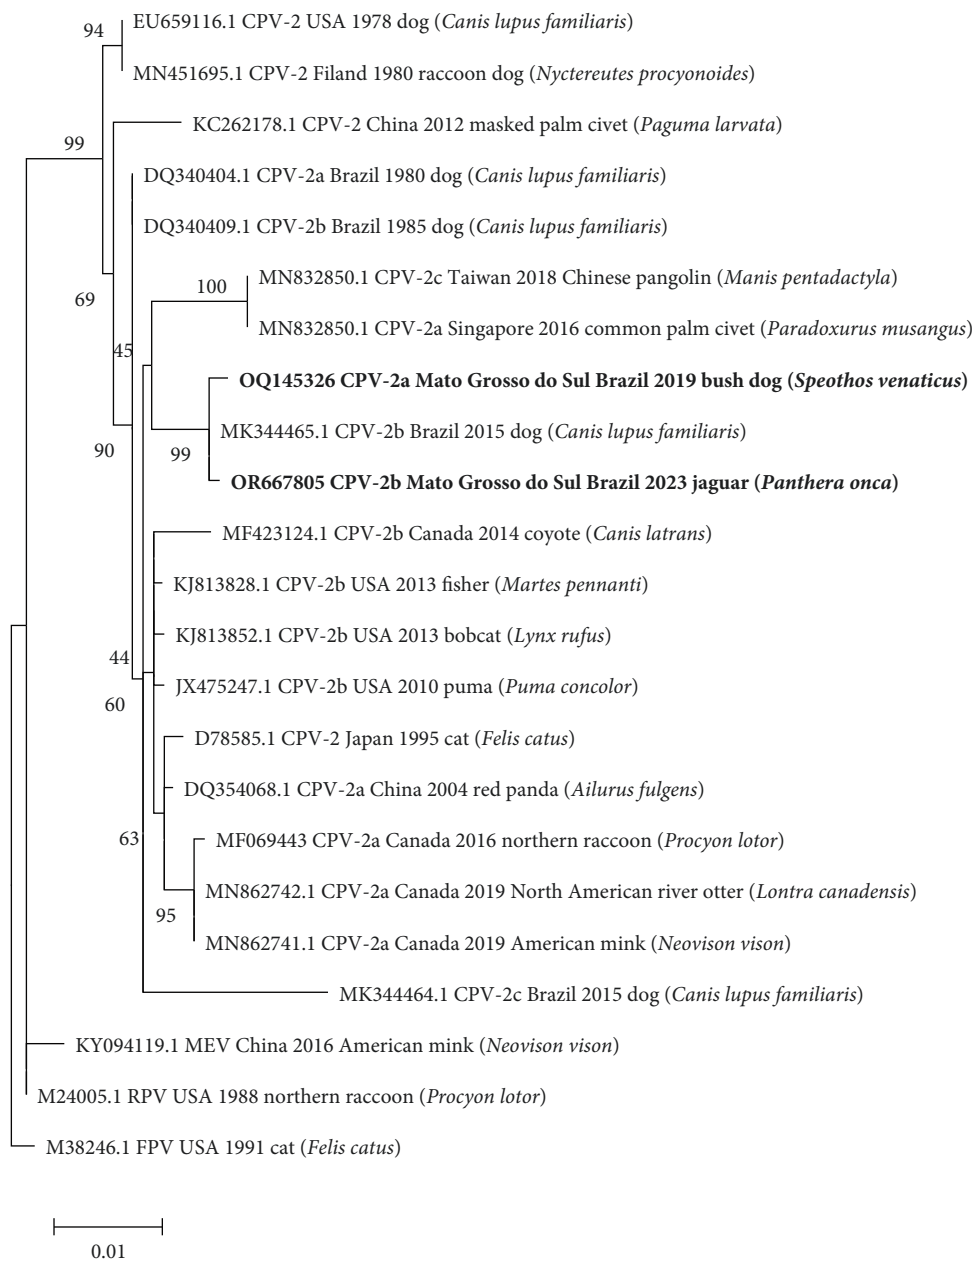 94
EU659116.1 CPV-2 USA 1978 dog (Canis lupus familiaris)
MN451695.1 CPV-2 Filand 1980 raccoon dog (Nyctereutes procyonoides)
KC262178.1 CPV-2 China 2012 masked palm civet (Paguma larvata)
99
DQ340404.1 CPV-2a Brazil 1980 dog (Canis lupus familiaris)
DQ340409.1 CPV-2b Brazil 1985 dog (Canis lupus familiaris)
MN832850.1 CPV-2c Taiwan 2018 Chinese pangolin (Manis pentadactyla)
100
69
MN832850.1 CPV-2a Singapore 2016 common palm civet (Paradoxurus musangus)
45
OQ145326 CPV-2a Mato Grosso do Sul Brazil 2019 bush dog (Speothos venaticus)
MK344465.1 CPV-2b Brazil 2015 dog (Canis lupus familiaris)
90
99
OR667805 CPV-2b Mato Grosso do Sul Brazil 2023 jaguar (Panthera onca)
MF423124.1 CPV-2b Canada 2014 coyote (Canis latrans)
KJ813828.1 CPV-2b USA 2013 fisher (Martes pennanti)
KJ813852.1 CPV-2b USA 2013 bobcat (Lynx rufus)
44
JX475247.1 CPV-2b USA 2010 puma (Puma concolor)
60
D78585.1 CPV-2 Japan 1995 cat (Felis catus)
DQ354068.1 CPV-2a China 2004 red panda (Ailurus fulgens)
63
MF069443 CPV-2a Canada 2016 northern raccoon (Procyon lotor)
MN862742.1 CPV-2a Canada 2019 North American river otter (Lontra canadensis)
95
MN862741.1 CPV-2a Canada 2019 American mink (Neovison vison)
MK344464.1 CPV-2c Brazil 2015 dog (Canis lupus familiaris)
KY094119.1 MEV China 2016 American mink (Neovison vison)
M24005.1 RPV USA 1988 northern raccoon (Procyon lotor)
M38246.1 FPV USA 1991 cat (Felis catus)
0.01